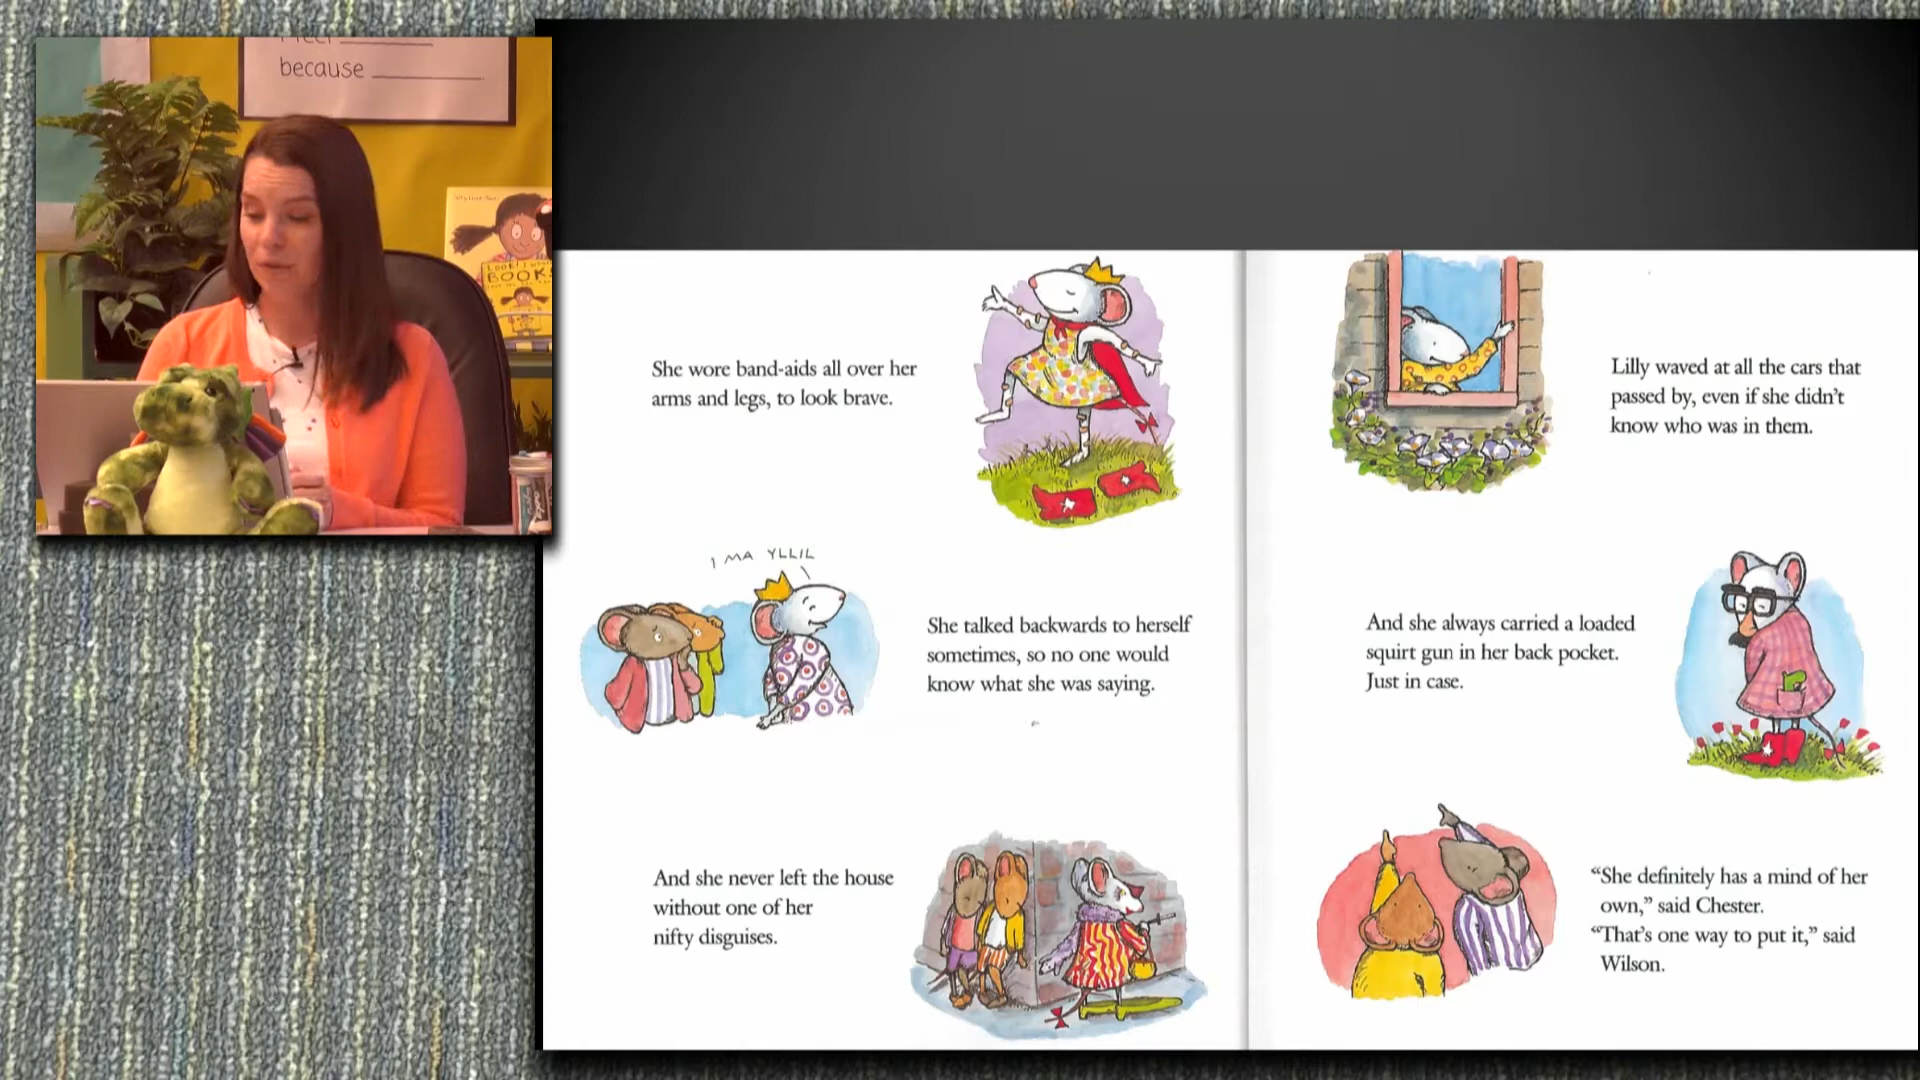 because ________.
LOOK! I
BOOK
She wore band-aids all over her
arms and legs, to look brave.
I MA YLLIL
She talked backwards to herself
sometimes, so no one would
know what she was saying.
And she never left the house
without one of her
nifty disguises.
Lilly waved at all the cars that
passed by, even if she didn’t
know who was in them.
And she always carried a loaded
squirt gun in her back pocket.
Just in case.
“She definitely has a mind of her
own,” said Chester.
“That’s one way to put it,” said
Wilson.